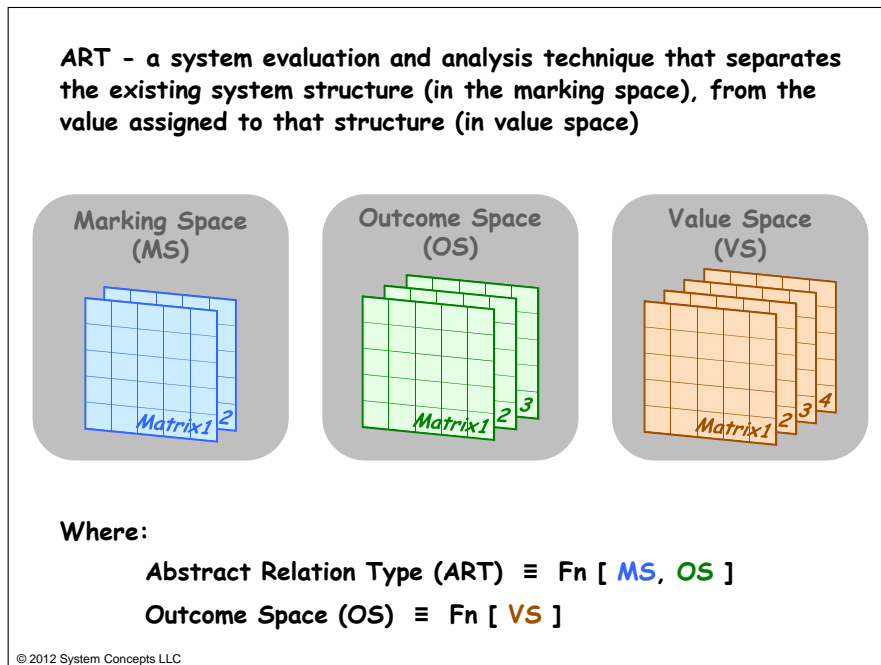 ART - a system evaluation and analysis technique that separates
the existing system structure (in the marking space), from the
value assigned to that structure (in value space)
Marking Space
(MS)
Matrix1 2
Outcome Space
(OS)
Matrix1 2 3
Value Space
(VS)
Matrix1 2 3 4
Where:
Abstract Relation Type (ART) ≡ Fn [ MS, OS ]
Outcome Space (OS) ≡ Fn [ VS ]
© 2012 System Concepts LLC